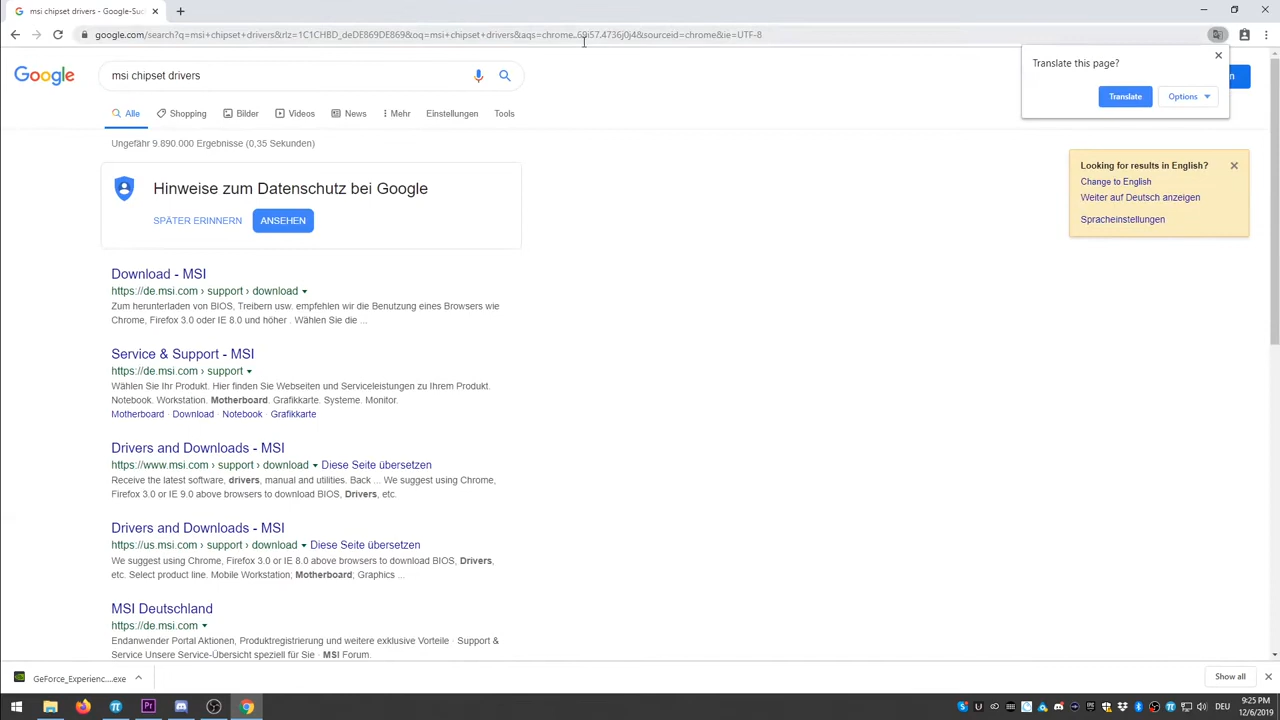 msi chipset drivers - Google-Suc
google.com/search?q=msi+chipset+drivers&rlz=1C1CHBD_deDE869DE869&oq=msi+chipset+drivers&aqs=chrome..69i57.4736j0j4&sourceid=chrome&ie=UTF-8
Translate this page?
Translate
Options
Google
msi chipset drivers
Alle
Shopping
Bilder
Videos
News
Mehr
Einstellungen
Tools
Ungefähr 9.890.000 Ergebnisse (0,35 Sekunden)
Hinweise zum Datenschutz bei Google
SPÄTER ERINNERN
ANSEHEN
Looking for results in English?
Change to English
Weiter auf Deutsch anzeigen
Spracheinstellungen
Download - MSI
https://de.msi.com › support › download
Zum herunterladen von BIOS, Treibern usw. empfehlen wir die Benutzung eines Browsers wie
Chrome, Firefox 3.0 oder IE 8.0 und höher . Wählen Sie die ...
Service & Support - MSI
https://de.msi.com › support
Wählen Sie Ihr Produkt. Hier finden Sie Webseiten und Serviceleistungen zu Ihrem Produkt.
Notebook. Workstation. Motherboard. Grafikkarte. Systeme. Monitor.
Motherboard · Download · Notebook · Grafikkarte
Drivers and Downloads - MSI
https://www.msi.com › support › download Diese Seite übersetzen
Receive the latest software, drivers, manual and utilities. Back ... We suggest using Chrome,
Firefox 3.0 or IE 9.0 above browsers to download BIOS, Drivers, etc.
Drivers and Downloads - MSI
https://us.msi.com › support › download Diese Seite übersetzen
We suggest using Chrome, Firefox 3.0 or IE 8.0 above browsers to download BIOS, Drivers,
etc. Select product line. Mobile Workstation; Motherboard; Graphics ...
MSI Deutschland
https://de.msi.com
Endanwender Portal Aktionen, Produktregistrierung und weitere exklusive Vorteile · Support &
Service Unsere Service-Übersicht speziell für Sie · MSI Forum.
GeForce_Experienc....exe
Show all
DEU
9:25 PM
12/6/2019